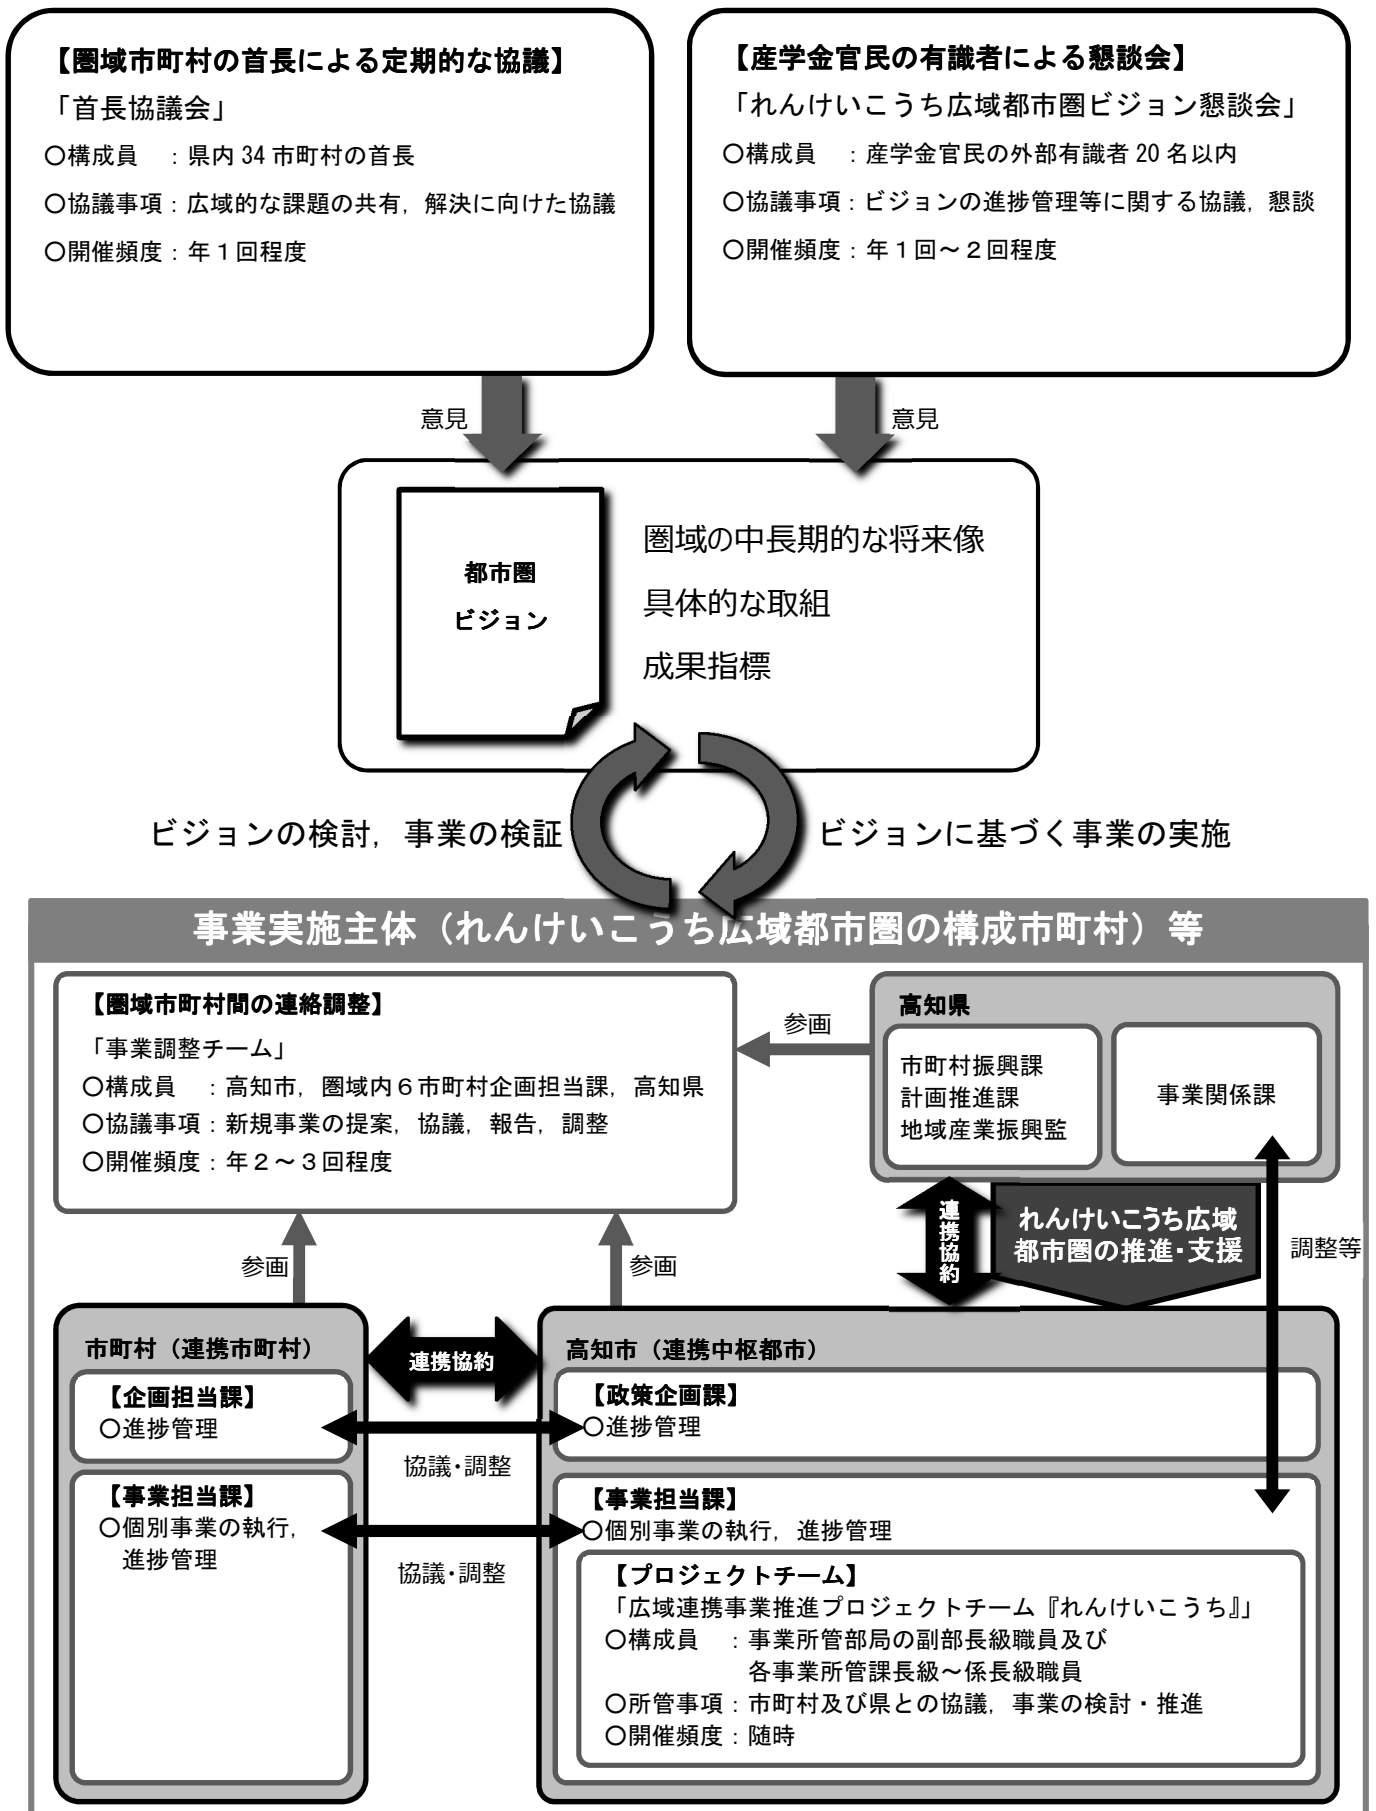 【圏域市町村の首長による定期的な協議】
「首長協議会」
○構成員　：県内 34 市町村の首長
○協議事項：広域的な課題の共有，解決に向けた協議
○開催頻度：年１回程度
【産学金官民の有識者による懇談会】
「れんけいこうち広域都市圏ビジョン懇談会」
○構成員　：産学金官民の外部有識者 20 名以内
○協議事項：ビジョンの進捗管理等に関する協議，懇談
○開催頻度：年１回～２回程度
意見
意見
都市圏
ビジョン
圏域の中長期的な将来像
具体的な取組
成果指標
ビジョンの検討，事業の検証
ビジョンに基づく事業の実施
事業実施主体（れんけいこうち広域都市圏の構成市町村）等
【圏域市町村間の連絡調整】
「事業調整チーム」
○構成員　：高知市，圏域内６市町村企画担当課，高知県
○協議事項：新規事業の提案，協議，報告，調整
○開催頻度：年２～３回程度
参画
高知県
市町村振興課
計画推進課
地域産業振興監
事業関係課
連携協約
れんけいこうち広域
都市圏の推進・支援
調整等
参画
参画
市町村（連携市町村）
【企画担当課】
○進捗管理
【事業担当課】
○個別事業の執行，
進捗管理
連携協約
協議・調整
協議・調整
高知市（連携中枢都市）
【政策企画課】
○進捗管理
【事業担当課】
○個別事業の執行，進捗管理
【プロジェクトチーム】
「広域連携事業推進プロジェクトチーム『れんけいこうち』」
○構成員　：事業所管部局の副部長級職員及び
各事業所管課長級～係長級職員
○所管事項：市町村及び県との協議，事業の検討・推進
○開催頻度：随時